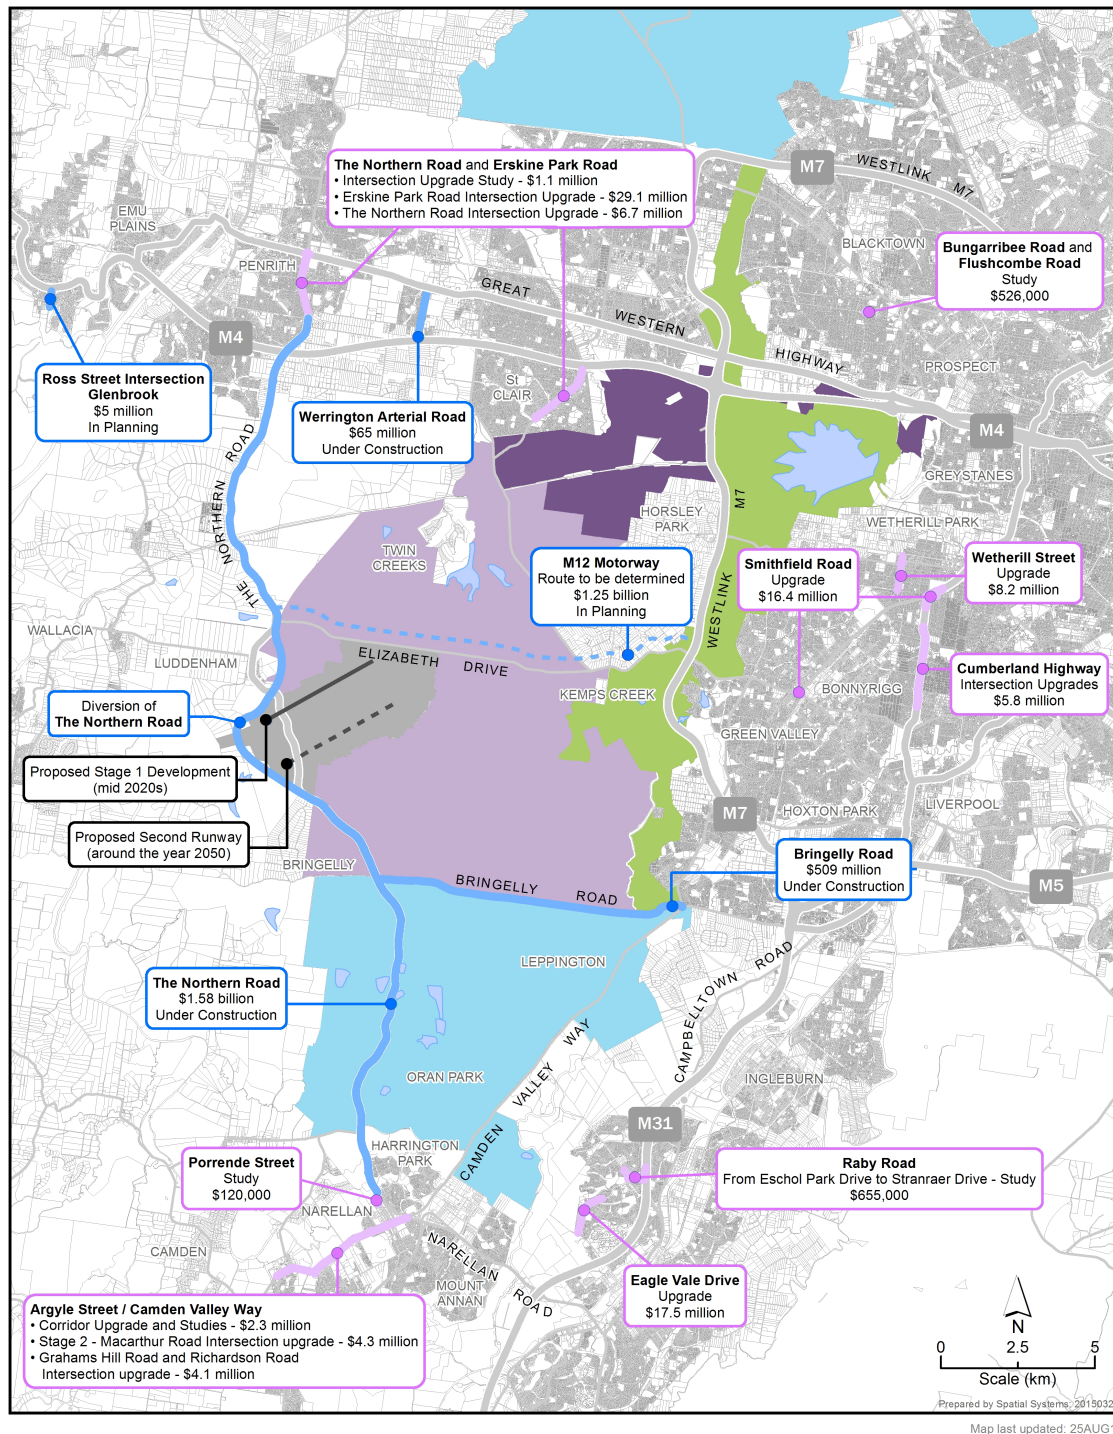 The Northern Road and Erskine Park Road
• Intersection Upgrade Study - $1.1 million
• Erskine Park Road Intersection Upgrade - $29.1 million
• The Northern Road Intersection Upgrade - $6.7 million
M7
WESTLINK M7
EMU
PLAINS
BLACKTOWN
Bungarribee Road and
Flushcombe Road
Study
$526,000
PENRITH
GREAT WESTERN HIGHWAY
M4
PROSPECT
Ross Street Intersection
Glenbrook
$5 million
In Planning
St
CLAIR
Werrington Arterial Road
$65 million
Under Construction
M4
THE NORTHERN ROAD
GREYSTANES
HORSLEY
PARK
WETHERILL PARK
WESTLINK M7
TWIN
CREEKS
M12 Motorway
Route to be determined
$1.25 billion
In Planning
Smithfield Road
Upgrade
$16.4 million
Wetherill Street
Upgrade
$8.2 million
WALLACIA
LUDDENHAM
ELIZABETH DRIVE
KEMPS CREEK
BONNYRIGG
Cumberland Highway
Intersection Upgrades
$5.8 million
Diversion of
The Northern Road
GREEN VALLEY
Proposed Stage 1 Development
(mid 2020s)
M7
HOXTON PARK
LIVERPOOL
Proposed Second Runway
(around the year 2050)
BRINGELLY
Bringelly Road
$509 million
Under Construction
M5
BRINGELLY ROAD
LEPPINGTON
CAMPBELLTOWN ROAD
The Northern Road
$1.58 billion
Under Construction
CAMDEN VALLEY WAY
ORAN PARK
INGLEBURN
M31
HARRINGTON
PARK
Porrende Street
Study
$120,000
Raby Road
From Eschol Park Drive to Stranraer Drive - Study
$655,000
NARELLAN
CAMDEN
NARELLAN ROAD
MOUNT
ANNAN
Eagle Vale Drive
Upgrade
$17.5 million
Argyle Street / Camden Valley Way
• Corridor Upgrade and Studies - $2.3 million
• Stage 2 - Macarthur Road Intersection upgrade - $4.3 million
• Grahams Hill Road and Richardson Road
Intersection upgrade - $4.1 million
N
0 2.5 5
Scale (km)
Prepared by Spatial Systems: 2015032
Map last updated: 25AUG1